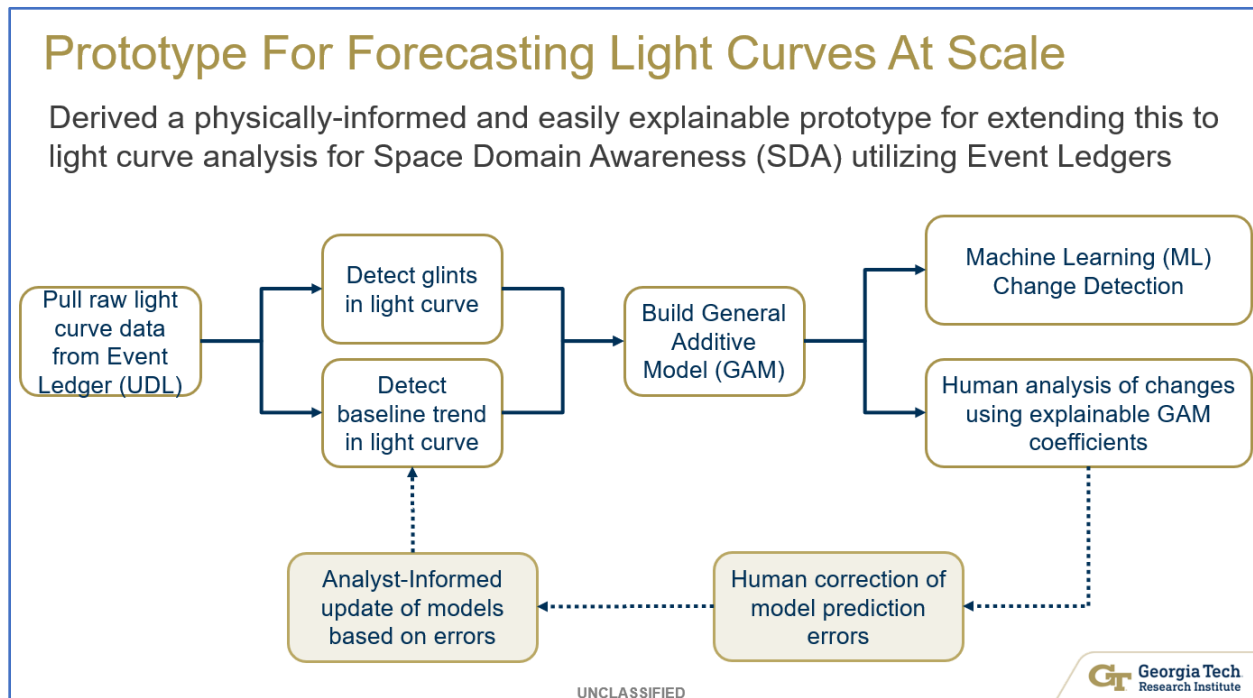 Prototype For Forecasting Light Curves At Scale
Derived a physically-informed and easily explainable prototype for extending this to
light curve analysis for Space Domain Awareness (SDA) utilizing Event Ledgers
Pull raw light
curve data
from Event
Ledger (UDL)
Detect glints
in light curve
Detect
baseline trend
in light curve
Build General
Additive
Model (GAM)
Machine Learning (ML)
Change Detection
Human analysis of changes
using explainable GAM
coefficients
Analyst-Informed
update of models
based on errors
Human correction of
model prediction
errors
UNCLASSIFIED
GT Georgia Tech
Research Institute